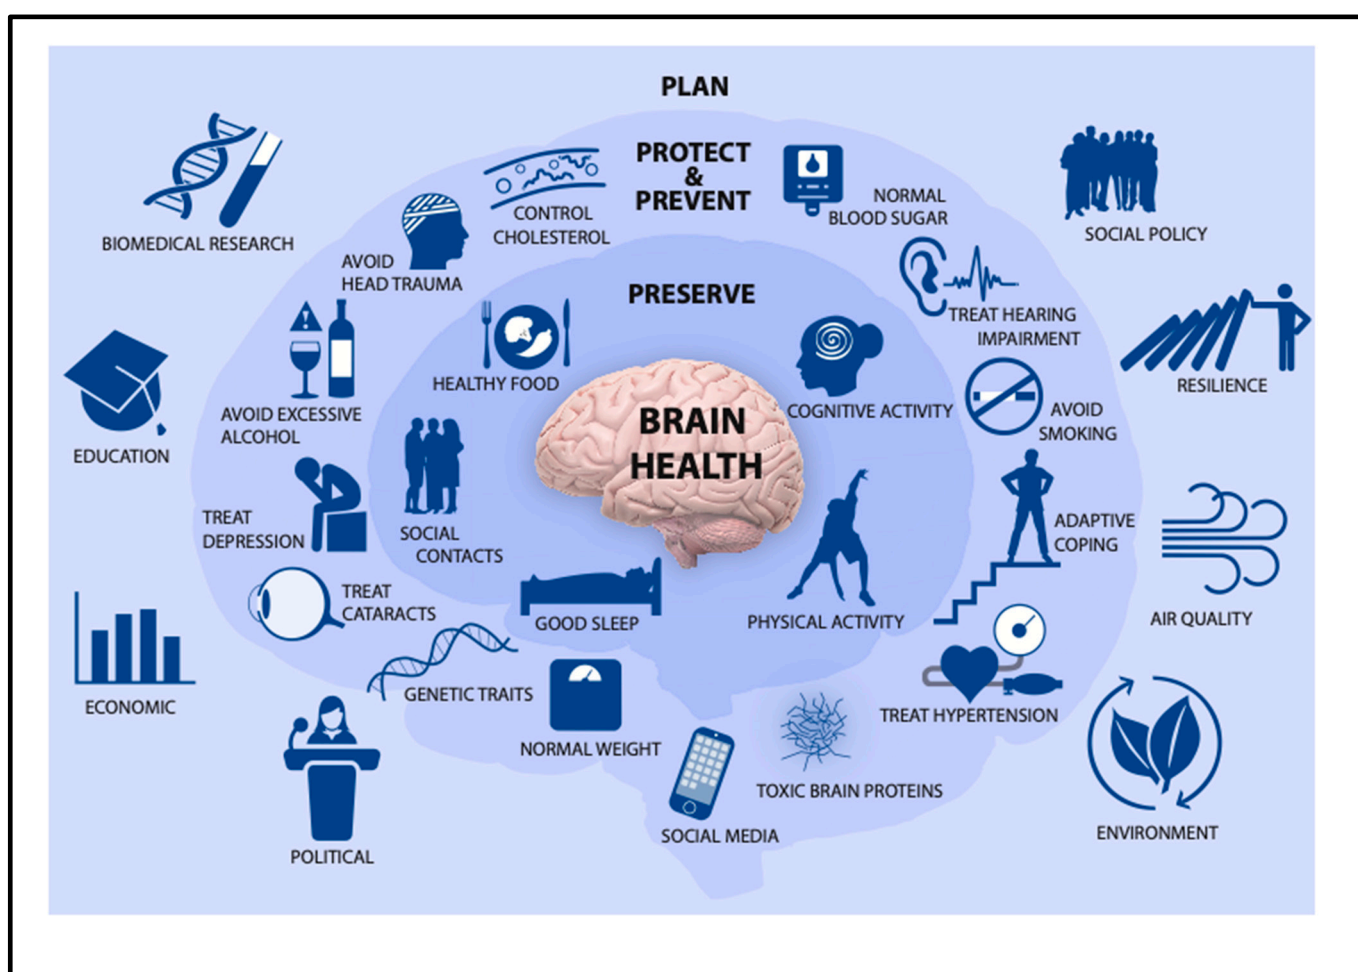 PLAN
PROTECT
&
PREVENT
CONTROL
CHOLESTEROL
NORMAL
BLOOD SUGAR
BIOMEDICAL RESEARCH
SOCIAL POLICY
AVOID
HEAD TRAUMA
PRESERVE
TREAT HEARING
IMPAIRMENT
HEALTHY FOOD
RESILIENCE
AVOID EXCESSIVE
ALCOHOL
COGNITIVE ACTIVITY
AVOID
SMOKING
BRAIN
HEALTH
EDUCATION
TREAT
DEPRESSION
SOCIAL
CONTACTS
ADAPTIVE
COPING
TREAT
CATARACTS
GOOD SLEEP
PHYSICAL ACTIVITY
AIR QUALITY
GENETIC TRAITS
ECONOMIC
TREAT HYPERTENSION
NORMAL WEIGHT
TOXIC BRAIN PROTEINS
SOCIAL MEDIA
ENVIRONMENT
POLITICAL